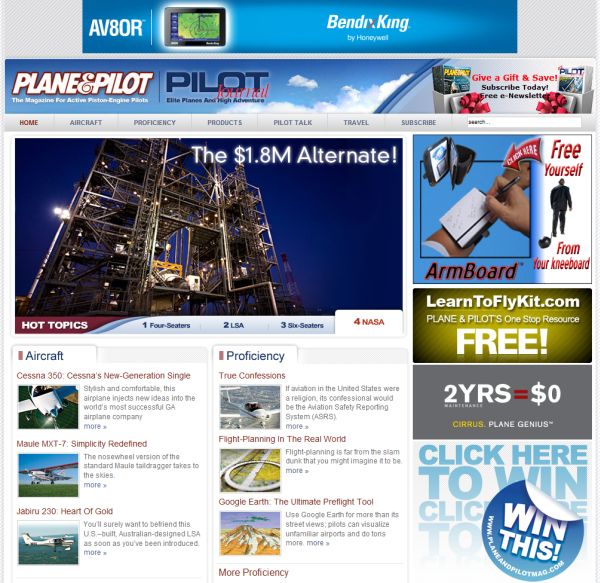 AV8OR™
BendixKing
by Honeywell
PLANE&PILOT
The Magazine For Active Piston-Engine Pilots
PILOT
Journal
Elite Planes And High Adventure
Give a Gift & Save!
Subscribe Today!
Free e-Newsletter
HOME AIRCRAFT PROFICIENCY PRODUCTS PILOT TALK TRAVEL SUBSCRIBE search...
The $1.8M Alternate!
HOT TOPICS 1 Four-Seaters 2 LSA 3 Six-Seaters 4 NASA
CLICK HERE
Free
Yourself
From
Your kneeboard
ArmBoard™
LearnToFlyKit.com
PLANE & PILOT'S One Stop Resource
FREE!
2YRS=$0
MAINTENANCE
CIRRUS. PLANE GENIUS™
CLICK HERE
TO WIN
CLICK HERE
TO WIN
WIN
THIS!
WWW.PLANEANDPILOTMAG.COM
Aircraft
Cessna 350: Cessna's New-Generation Single
Stylish and comfortable, this
airplane injects new ideas into the
world's most successful GA
airplane company
more »
Maule MXT-7: Simplicity Redefined
The nosewheel version of the
standard Maule taildragger takes to
the skies.
more »
Jabiru 230: Heart Of Gold
You'll surely want to befriend this
U.S.–built, Australian-designed LSA
as soon as you've been introduced.
more »
Proficiency
True Confessions
If aviation in the United States were
a religion, its confessional would
be the Aviation Safety Reporting
System (ASRS).
more »
Flight-Planning In The Real World
Flight-planning is far from the slam
dunk that you might imagine it to be.
more »
Google Earth: The Ultimate Preflight Tool
Use Google Earth for more than its
street views; pilots can visualize
unfamiliar airports and do tons
more. more »
More Proficiency